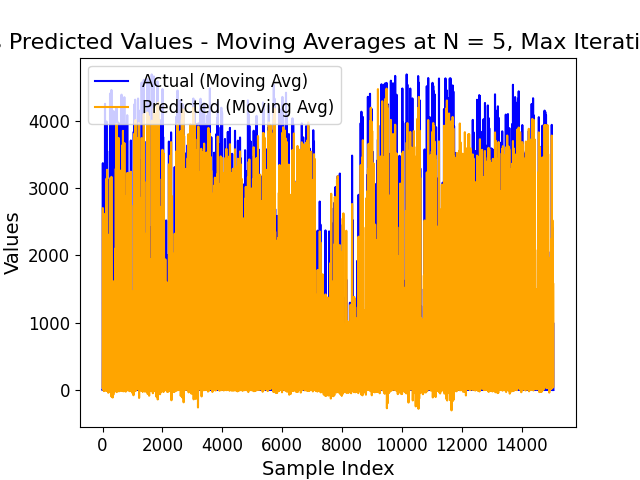 Predicted Values - Moving Averages at N = 5, Max Iterati
Actual (Moving Avg)
Predicted (Moving Avg)
Values
4000
3000
2000
1000
0
0 2000 4000 6000 8000 10000 12000 14000
Sample Index